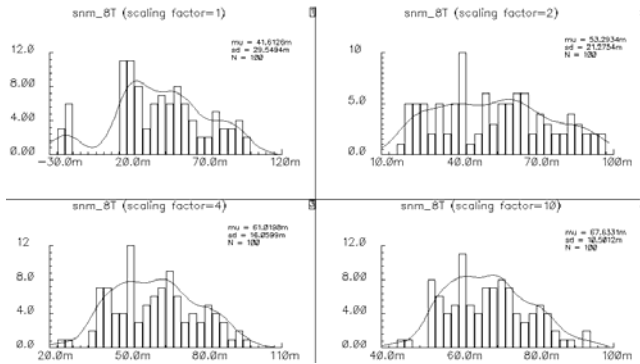 snm_8T (scaling factor=1)
mu = 41.6126m
sd = 29.5494m
N = 100
12.0
8.00
4.00
0.00
-30.0m 20.0m 70.0m 120m
snm_8T (scaling factor=2)
mu = 53.2934m
sd = 21.2754m
N = 100
10
5.0
0.0
10.0m 40.0m 70.0m 100m
snm_8T (scaling factor=4)
mu = 61.0190m
sd = 16.0599m
N = 100
12
8.0
4.0
0.0
20.0m 50.0m 80.0m 110m
snm_8T (scaling factor=10)
mu = 67.6331m
sd = 10.5012m
N = 100
12
8.0
4.0
0.0
40.0m 60.0m 80.0m 100m